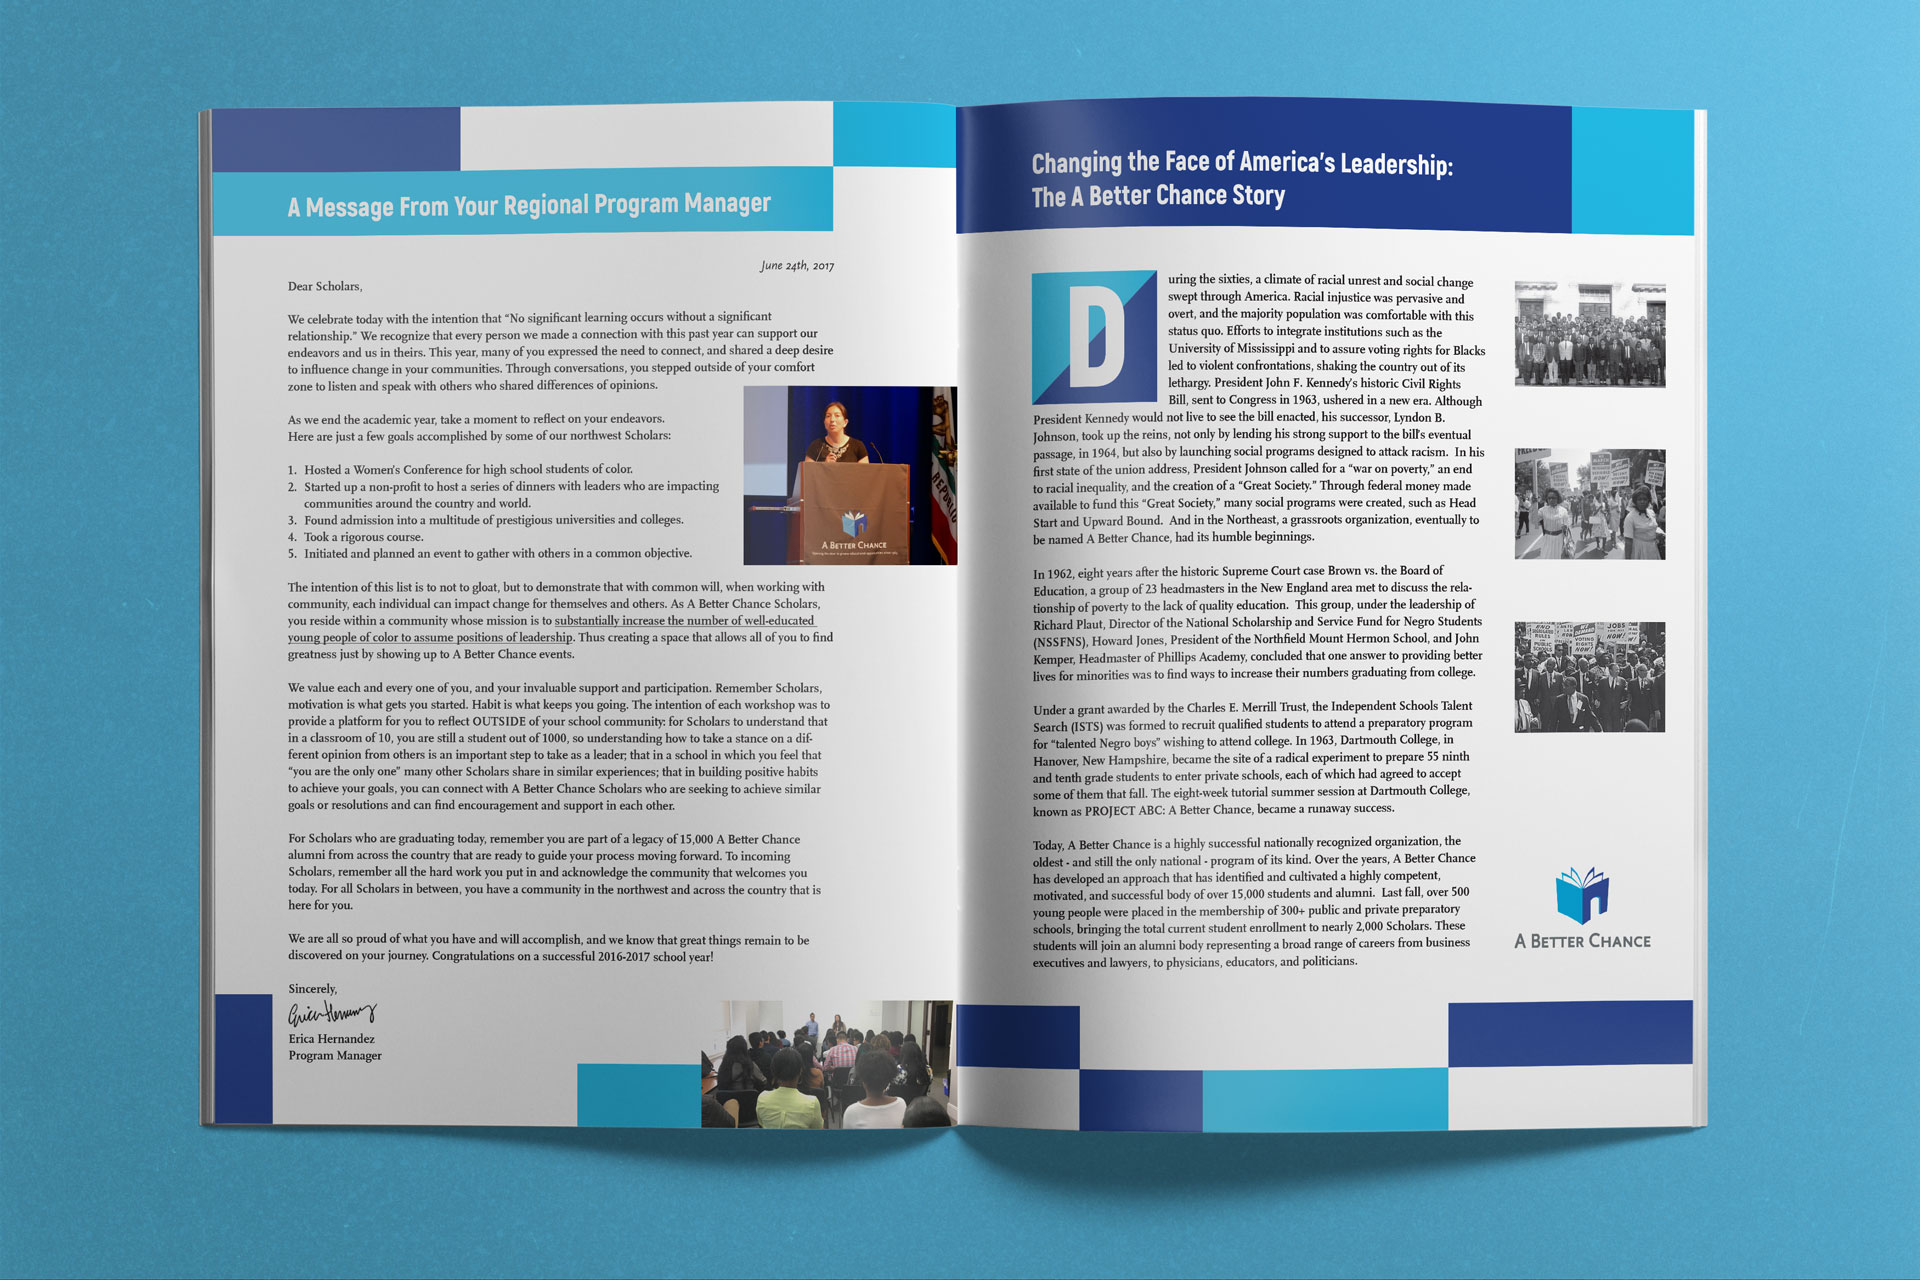 A Message From Your Regional Program Manager
June 24th, 2017
Dear Scholars,
We celebrate today with the intention that “No significant learning occurs without a significant
relationship.” We recognize that every person we made a connection with this past year can support our
endeavors and us in theirs. This year, many of you expressed the need to connect, and shared a deep desire
to influence change in your communities. Through conversations, you stepped outside of your comfort
zone to listen and speak with others who shared differences of opinions.
As we end the academic year, take a moment to reflect on your endeavors.
Here are just a few goals accomplished by some of our northwest Scholars:
1. Hosted a Women's Conference for high school students of color.
2. Started up a non-profit to host a series of dinners with leaders who are impacting
communities around the country and world.
3. Found admission into a multitude of prestigious universities and colleges.
4. Took a rigorous course.
5. Initiated and planned an event to gather with others in a common objective.
REPUBLIC
A BETTER CHANCE
The intention of this list is to not to gloat, but to demonstrate that with common will, when working with
community, each individual can impact change for themselves and others. As A Better Chance Scholars,
you reside within a community whose mission is to substantially increase the number of well-educated
young people of color to assume positions of leadership. Thus creating a space that allows all of you to find
greatness just by showing up to A Better Chance events.
We value each and every one of you, and your invaluable support and participation. Remember Scholars,
motivation is what gets you started. Habit is what keeps you going. The intention of each workshop was to
provide a platform for you to reflect OUTSIDE of your school community: for Scholars to understand that
in a classroom of 10, you are still a student out of 1000, so understanding how to take a stance on a dif-
ferent opinion from others is an important step to take as a leader; that in a school in which you feel that
“you are the only one” many other Scholars share in similar experiences; that in building positive habits
to achieve your goals, you can connect with A Better Chance Scholars who are seeking to achieve similar
goals or resolutions and can find encouragement and support in each other.
For Scholars who are graduating today, remember you are part of a legacy of 15,000 A Better Chance
alumni from across the country that are ready to guide your process moving forward. To incoming
Scholars, remember all the hard work you put in and acknowledge the community that welcomes you
today. For all Scholars in between, you have a community in the northwest and across the country that is
here for you.
We are all so proud of what you have and will accomplish, and we know that great things remain to be
discovered on your journey. Congratulations on a successful 2016-2017 school year!
Sincerely,
Erica Hernandez
Program Manager
Changing the Face of America's Leadership:
The A Better Chance Story
During the sixties, a climate of racial unrest and social change
swept through America. Racial injustice was pervasive and
overt, and the majority population was comfortable with this
status quo. Efforts to integrate institutions such as the
University of Mississippi and to assure voting rights for Blacks
led to violent confrontations, shaking the country out of its
lethargy. President John F. Kennedy's historic Civil Rights
Bill, sent to Congress in 1963, ushered in a new era. Although
President Kennedy would not live to see the bill enacted, his successor, Lyndon B.
Johnson, took up the reins, not only by lending his strong support to the bill's eventual
passage, in 1964, but also by launching social programs designed to attack racism. In his
first state of the union address, President Johnson called for a “war on poverty,” an end
to racial inequality, and the creation of a “Great Society.” Through federal money made
available to fund this “Great Society,” many social programs were created, such as Head
Start and Upward Bound. And in the Northeast, a grassroots organization, eventually to
be named A Better Chance, had its humble beginnings.
In 1962, eight years after the historic Supreme Court case Brown vs. the Board of
Education, a group of 23 headmasters in the New England area met to discuss the rela-
tionship of poverty to the lack of quality education. This group, under the leadership of
Richard Plaut, Director of the National Scholarship and Service Fund for Negro Students
(NSSFNS), Howard Jones, President of the Northfield Mount Hermon School, and John
Kemper, Headmaster of Phillips Academy, concluded that one answer to providing better
lives for minorities was to find ways to increase their numbers graduating from college.
Under a grant awarded by the Charles E. Merrill Trust, the Independent Schools Talent
Search (ISTS) was formed to recruit qualified students to attend a preparatory program
for “talented Negro boys” wishing to attend college. In 1963, Dartmouth College, in
Hanover, New Hampshire, became the site of a radical experiment to prepare 55 ninth
and tenth grade students to enter private schools, each of which had agreed to accept
some of them that fall. The eight-week tutorial summer session at Dartmouth College,
known as PROJECT ABC: A Better Chance, became a runaway success.
Today, A Better Chance is a highly successful nationally recognized organization, the
oldest - and still the only national - program of its kind. Over the years, A Better Chance
has developed an approach that has identified and cultivated a highly competent,
motivated, and successful body of over 15,000 students and alumni. Last fall, over 500
young people were placed in the membership of 300+ public and private preparatory
schools, bringing the total current student enrollment to nearly 2,000 Scholars. These
students will join an alumni body representing a broad range of careers from business
executives and lawyers, to physicians, educators, and politicians.
VOTING
RIGHTS
NOW!
JOBS
NOW!
A BETTER CHANCE